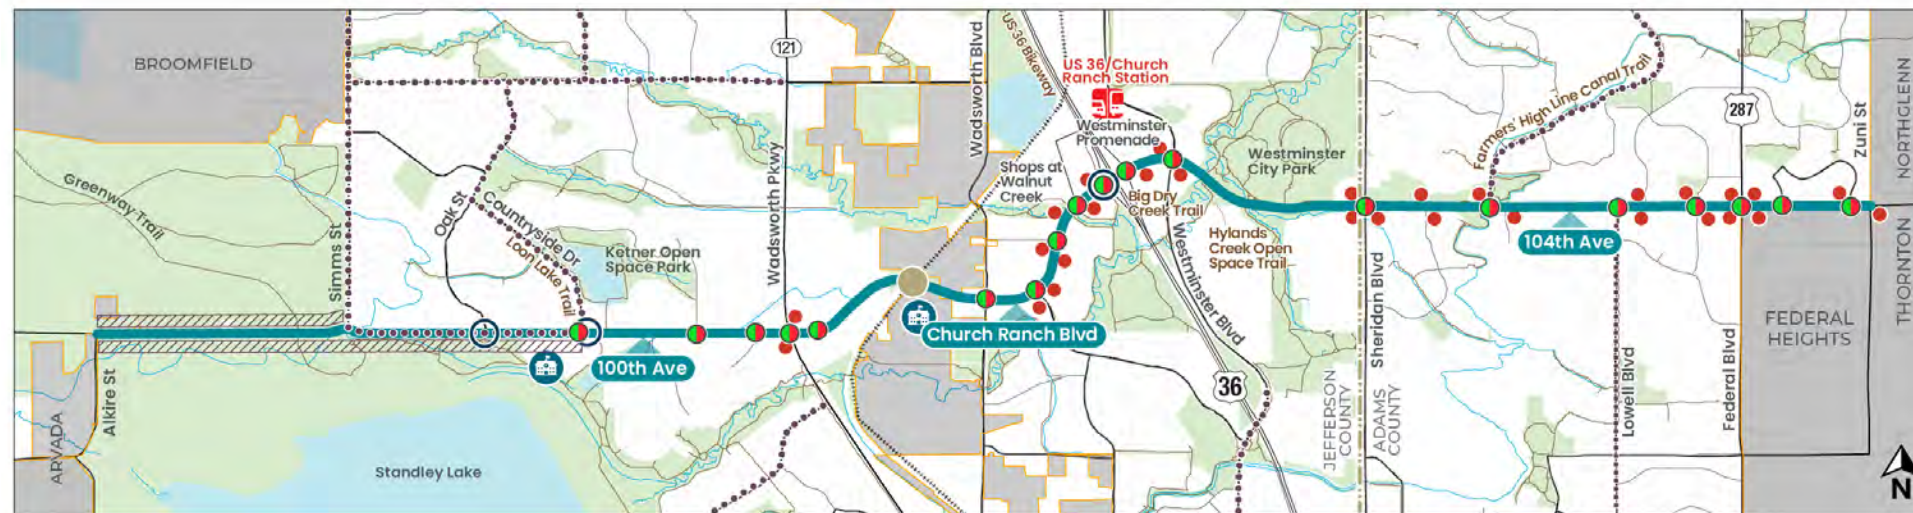 BROOMFIELD
Greenway Trail
Simms St
Alkire St
ARVADA
Standley Lake
Oak St
Countryside Dr
Loon Lake Trail
Ketner Open
Space Park
100th Ave
121
Wadsworth Pkwy
Wadsworth Blvd
Church Ranch Blvd
US 36 Bikeway
US 36/Church
Ranch Station
Westminster
Promenade
Shops at
Walnut
Creek
Big Dry
Creek Trail
Westminster Blvd
36
Westminster
City Park
Hylands
Creek Open
Space Trail
JEFFERSON
COUNTY
ADAMS
COUNTY
Sheridan Blvd
Farmers' High Line Canal Trail
104th Ave
Lowell Blvd
Federal Blvd
287
Zuni St
FEDERAL
HEIGHTS
NORTHGLENN
THORNTON
N